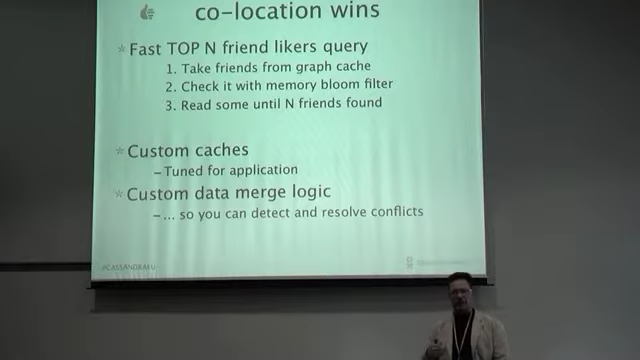 co-location wins
☆Fast TOP N friend likers query
1. Take friends from graph cache
2. Check it with memory bloom filter
3. Read some until N friends found
☆Custom caches
–Tuned for application
☆Custom data merge logic
–... so you can detect and resolve conflicts
#CASSANDRAEU